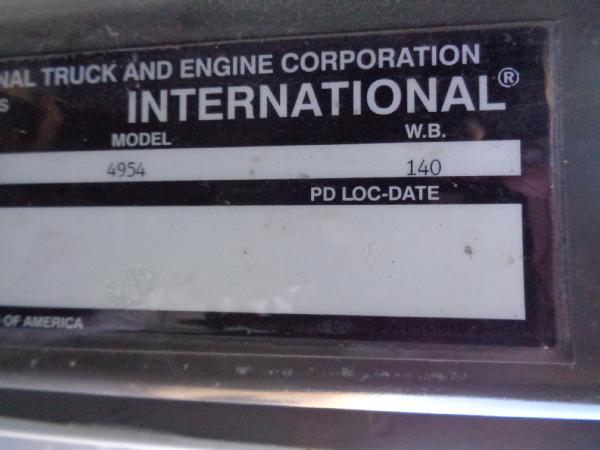 NAL TRUCK AND ENGINE CORPORATION
S INTERNATIONAL®
MODEL W.B.
4954 140
PD LOC-DATE
OF AMERICA